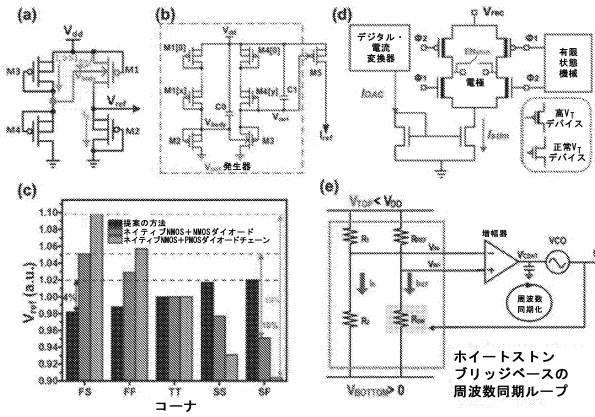 (a)
Vdd
M3
M1
Vref
M4
M2
(b)
Vdd
M1[0]
M4[0]
M5
M1[x]
M4[y]
C1
C0
Vbody
Vout
M2
M3
Iref
発生器
(d)
Vrec
デジタル・
電流
変換器
Φ2
Φ1
Φ1
Φ2
電極
有限
状態
機械
IDAC
Istim
高VT
デバイス
正常VT
デバイス
(c)
提案の方法
ネイティブNMOS+NMOSダイオード
ネイティブNMOS+PMOSダイオードチェーン
Vref (a.u.)
1.10
1.08
1.06
1.04
1.02
1.00
0.98
0.96
0.94
0.92
0.90
4%
10%
FS
FF
TT
SS
SF
コーナ
(e)
VTOP<VDD
増幅器
VCONT
VCO
周波数
同期化
VBOTTOM>0
ホイートストン
ブリッジベースの
周波数同期ループ